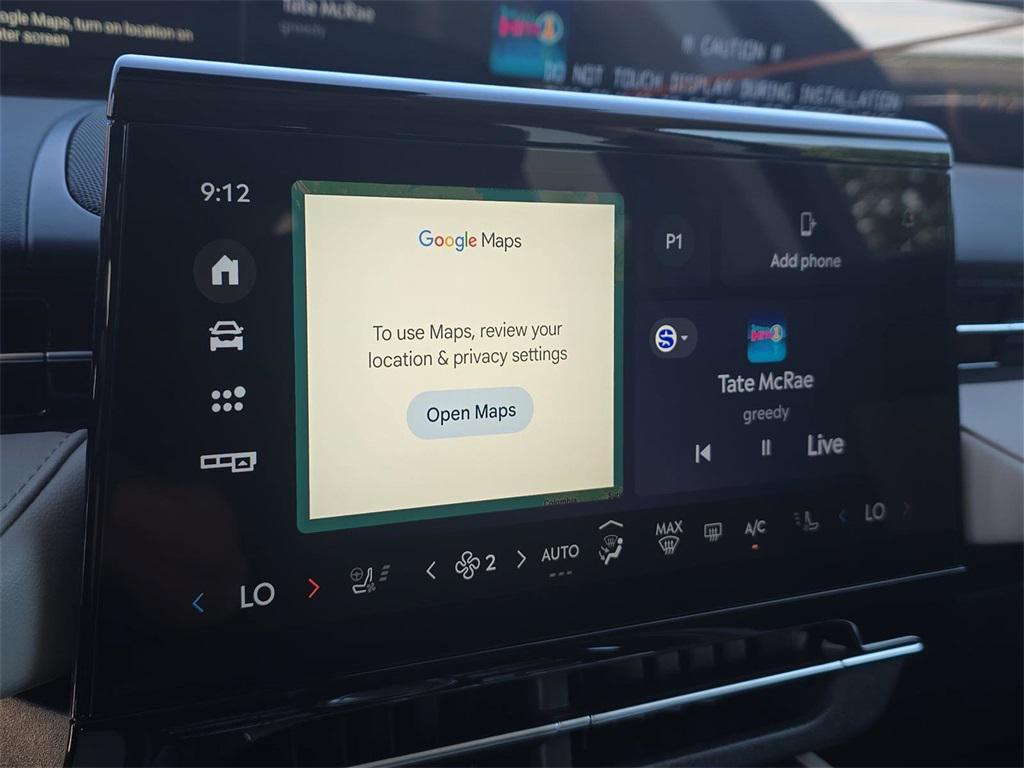 ogle Maps, turn on location on
ter screen
Tate McRae
greedy
# CAUTION #
DO NOT TOUCH DISPLAY DURING INSTALLATION
9:12
Google Maps
To use Maps, review your
location & privacy settings
Open Maps
P1
Add phone
Tate McRae
greedy
Live
LO
2
AUTO
MAX
A/C
LO